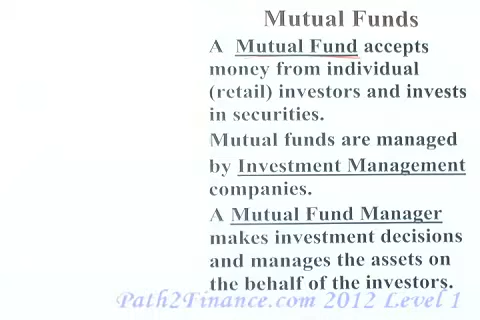 Mutual Funds
A Mutual Fund accepts
money from individual
(retail) investors and invests
in securities.
Mutual funds are managed
by Investment Management
companies.
A Mutual Fund Manager
makes investment decisions
and manages the assets on
the behalf of the investors.
Path2Finance.com 2012 Level 1